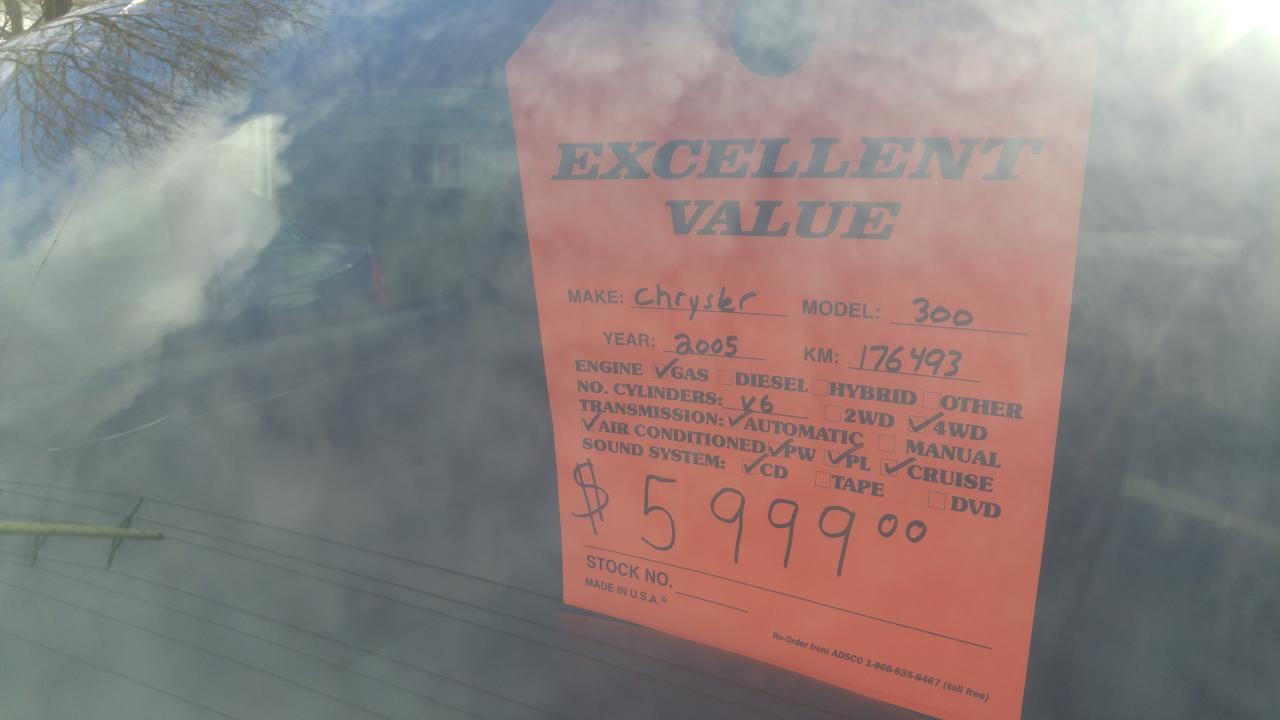 EXCELLENT
VALUE
MAKE: Chrysler MODEL: 300
YEAR: 2005 KM: 176493
ENGINE ✓GAS DIESEL HYBRID OTHER
NO. CYLINDERS: V6 2WD ✓4WD
TRANSMISSION: ✓AUTOMATIC MANUAL
✓AIR CONDITIONED ✓PW ✓PL ✓CRUISE
SOUND SYSTEM: ✓CD TAPE DVD
$599900
STOCK NO.
MADE IN U.S.A.©
Re-Order from ADSCO 1-866-635-8467 (toll free)